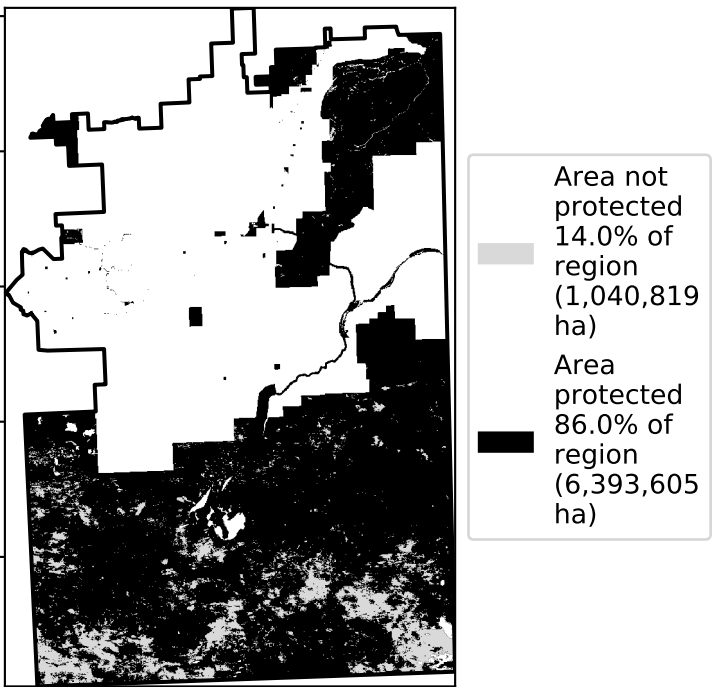 Area not
protected
14.0% of
region
(1,040,819
ha)
Area
protected
86.0% of
region
(6,393,605
ha)